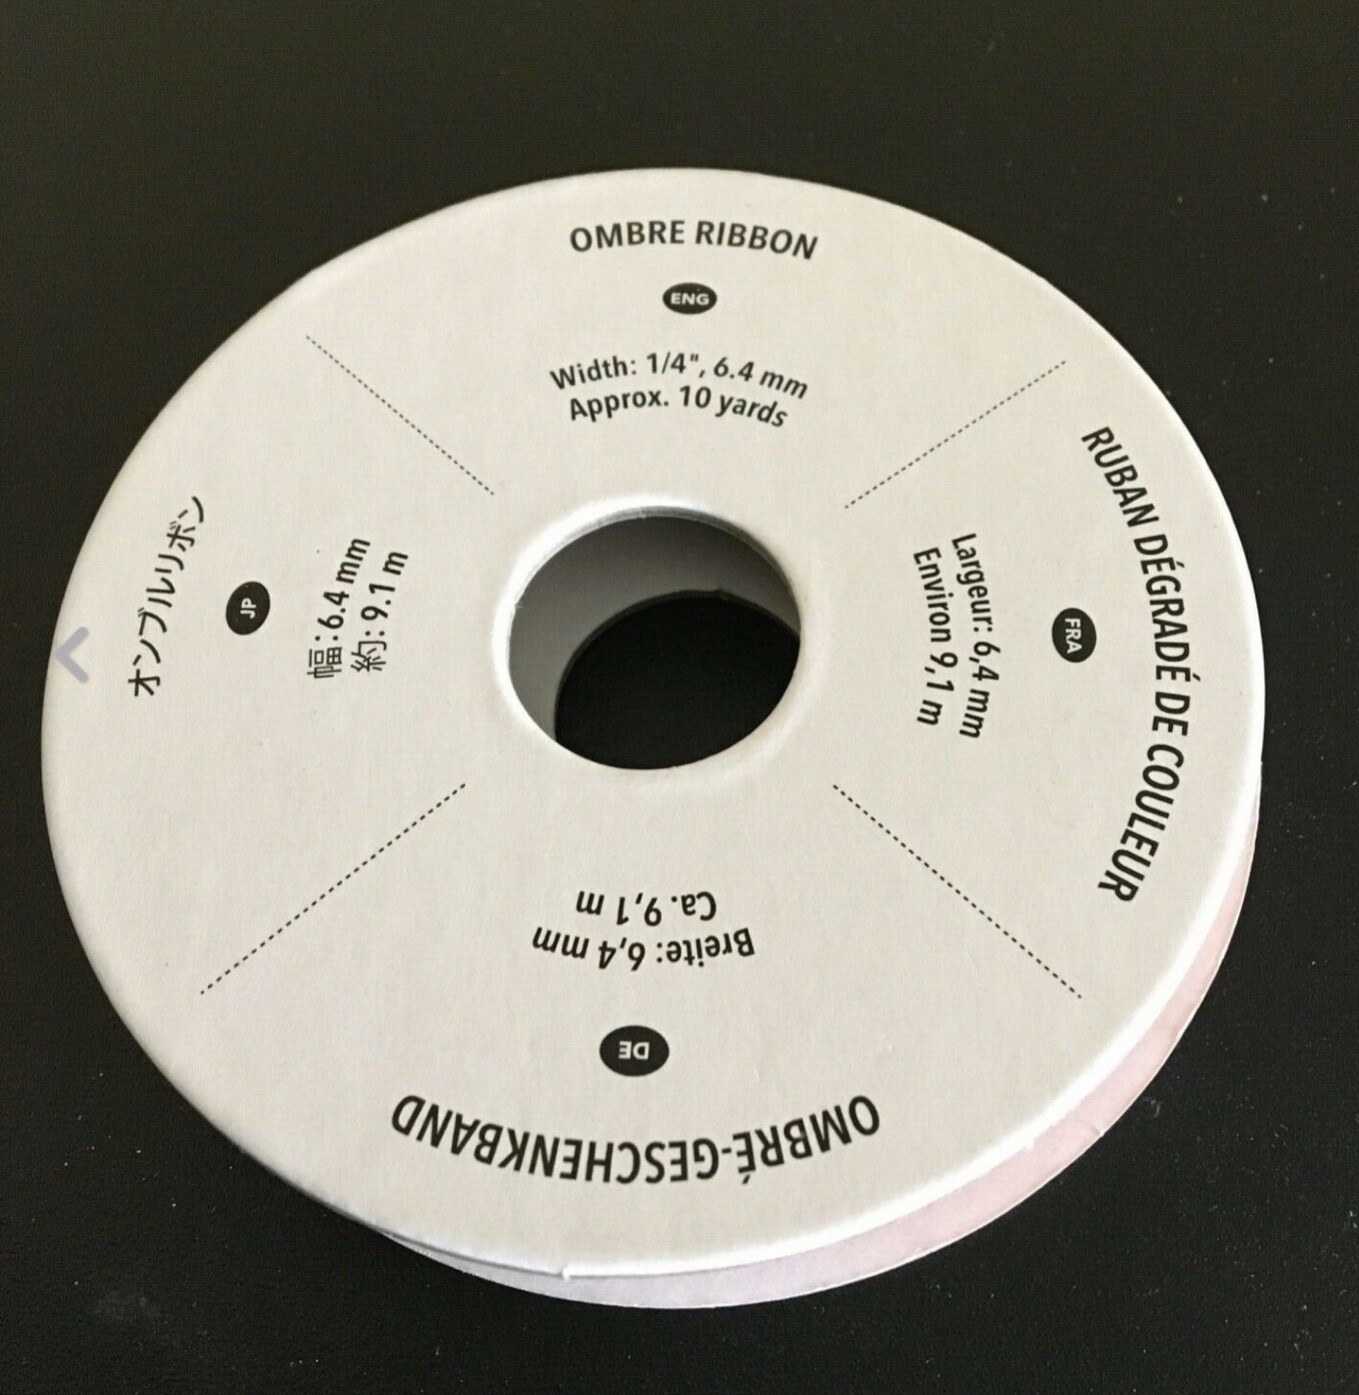 OMBRE RIBBON
ENG
Width: 1/4", 6.4 mm
Approx. 10 yards
RUBAN DÉGRADÉ DE COULEUR
FRA
Largeur: 6,4 mm
Environ 9,1 m
OMBRÉ-GESCHENKBAND
DE
Breite: 6,4 mm
Ca. 9,1 m
オンブルリボン
JP
幅:6.4 mm
約: 9.1 m